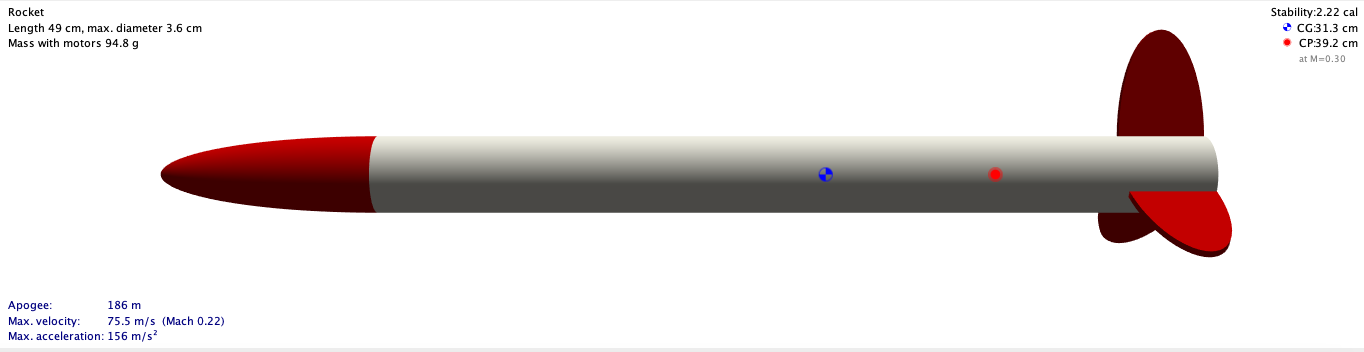 Rocket
Length 49 cm, max. diameter 3.6 cm
Mass with motors 94.8 g
Stability:2.22 cal
CG:31.3 cm
CP:39.2 cm
at M=0.30
Apogee: 186 m
Max. velocity: 75.5 m/s (Mach 0.22)
Max. acceleration: 156 m/s²